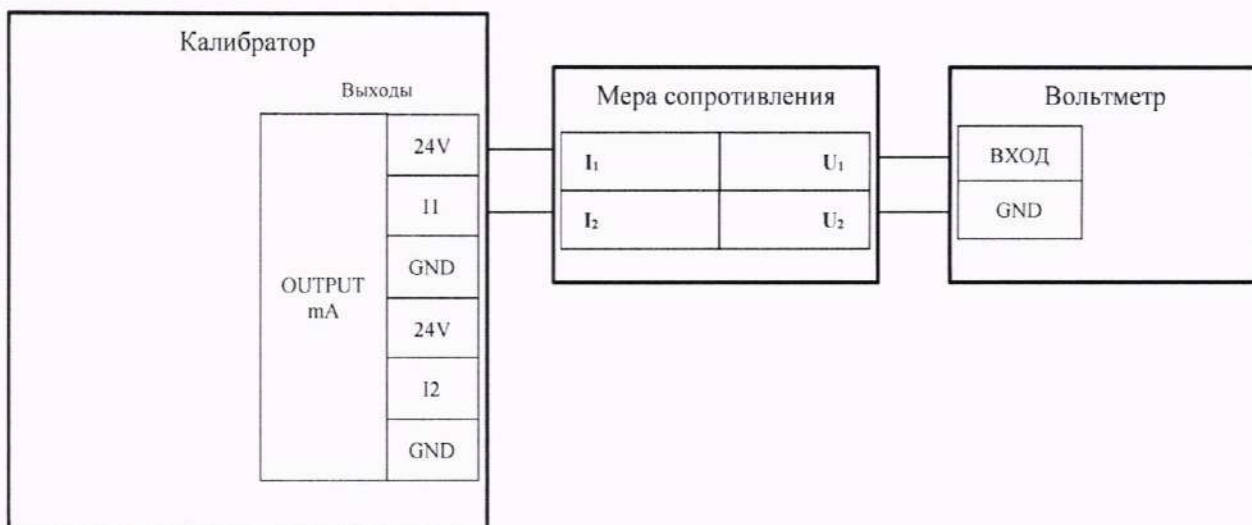 Калибратор
Выходы
OUTPUT
mA
24V
I1
GND
24V
I2
GND
Мера сопротивления
I₁ U₁
I₂ U₂
Вольтметр
ВХОД
GND